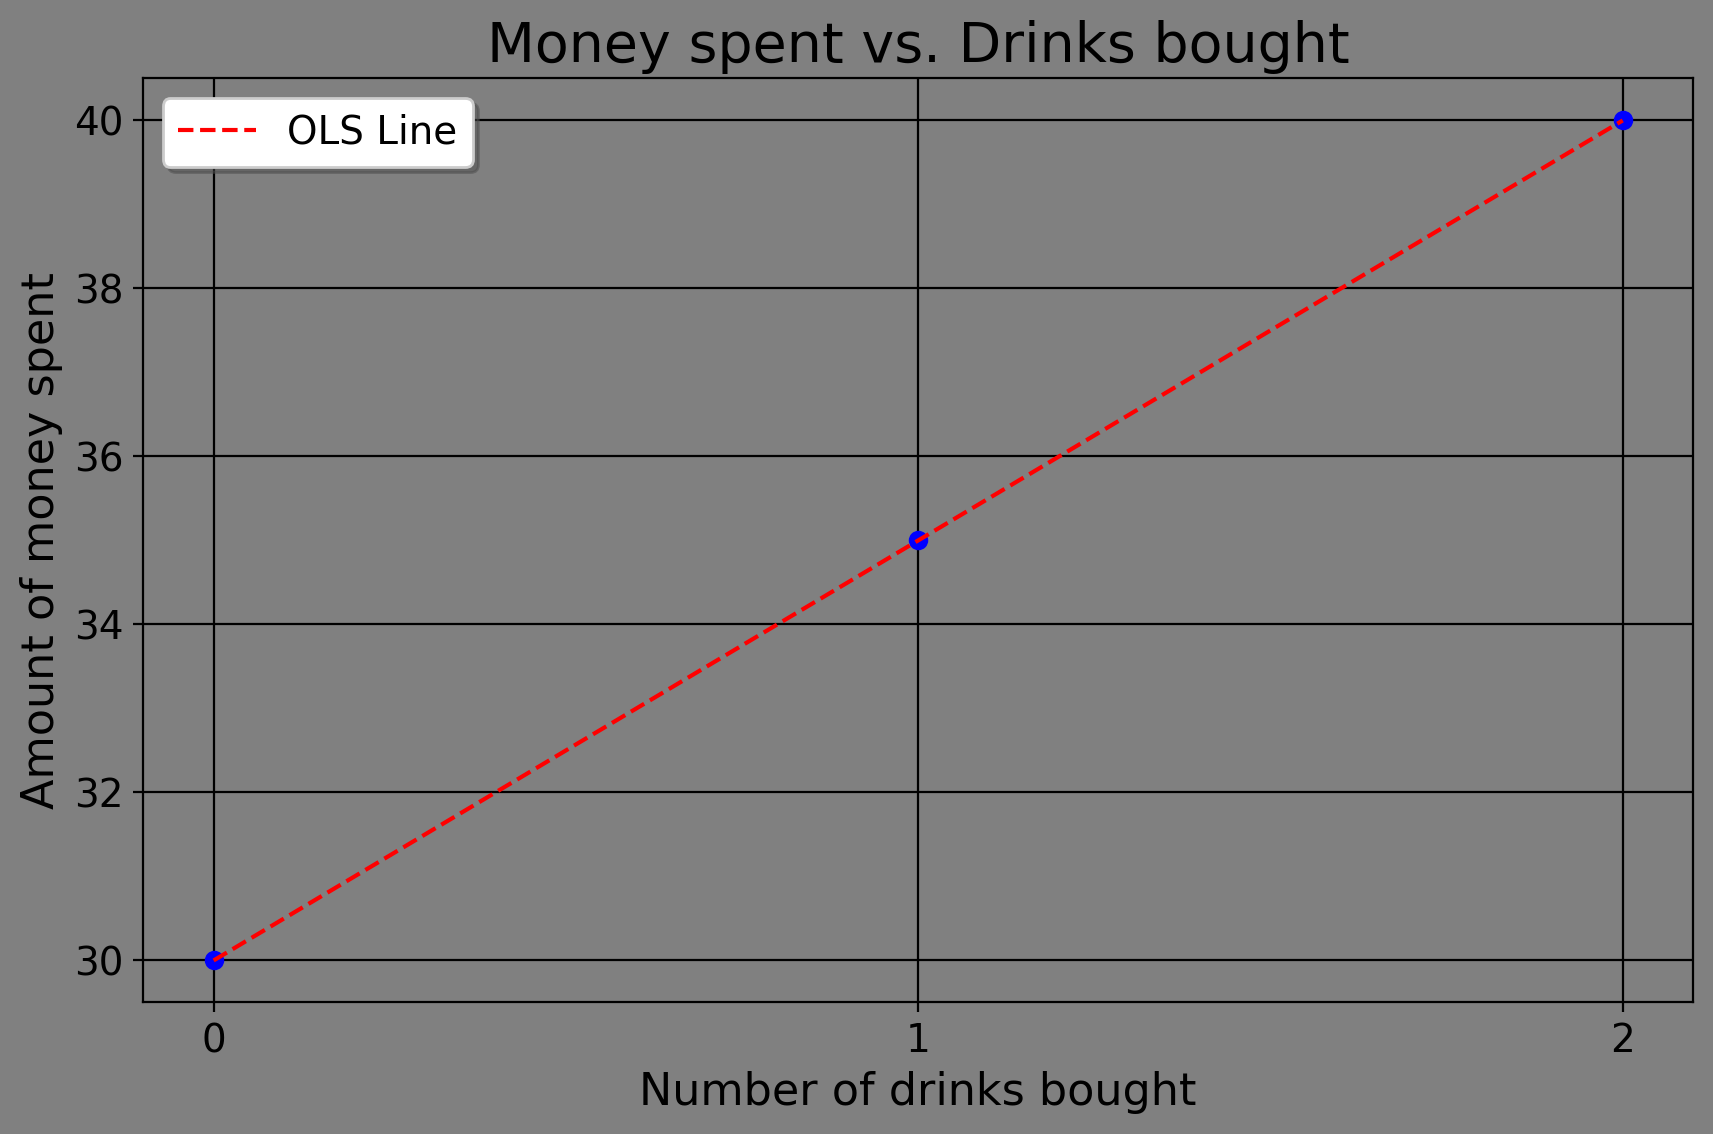 Money spent vs. Drinks bought
OLS Line
Amount of money spent
40
38
36
34
32
30
0 1 2
Number of drinks bought